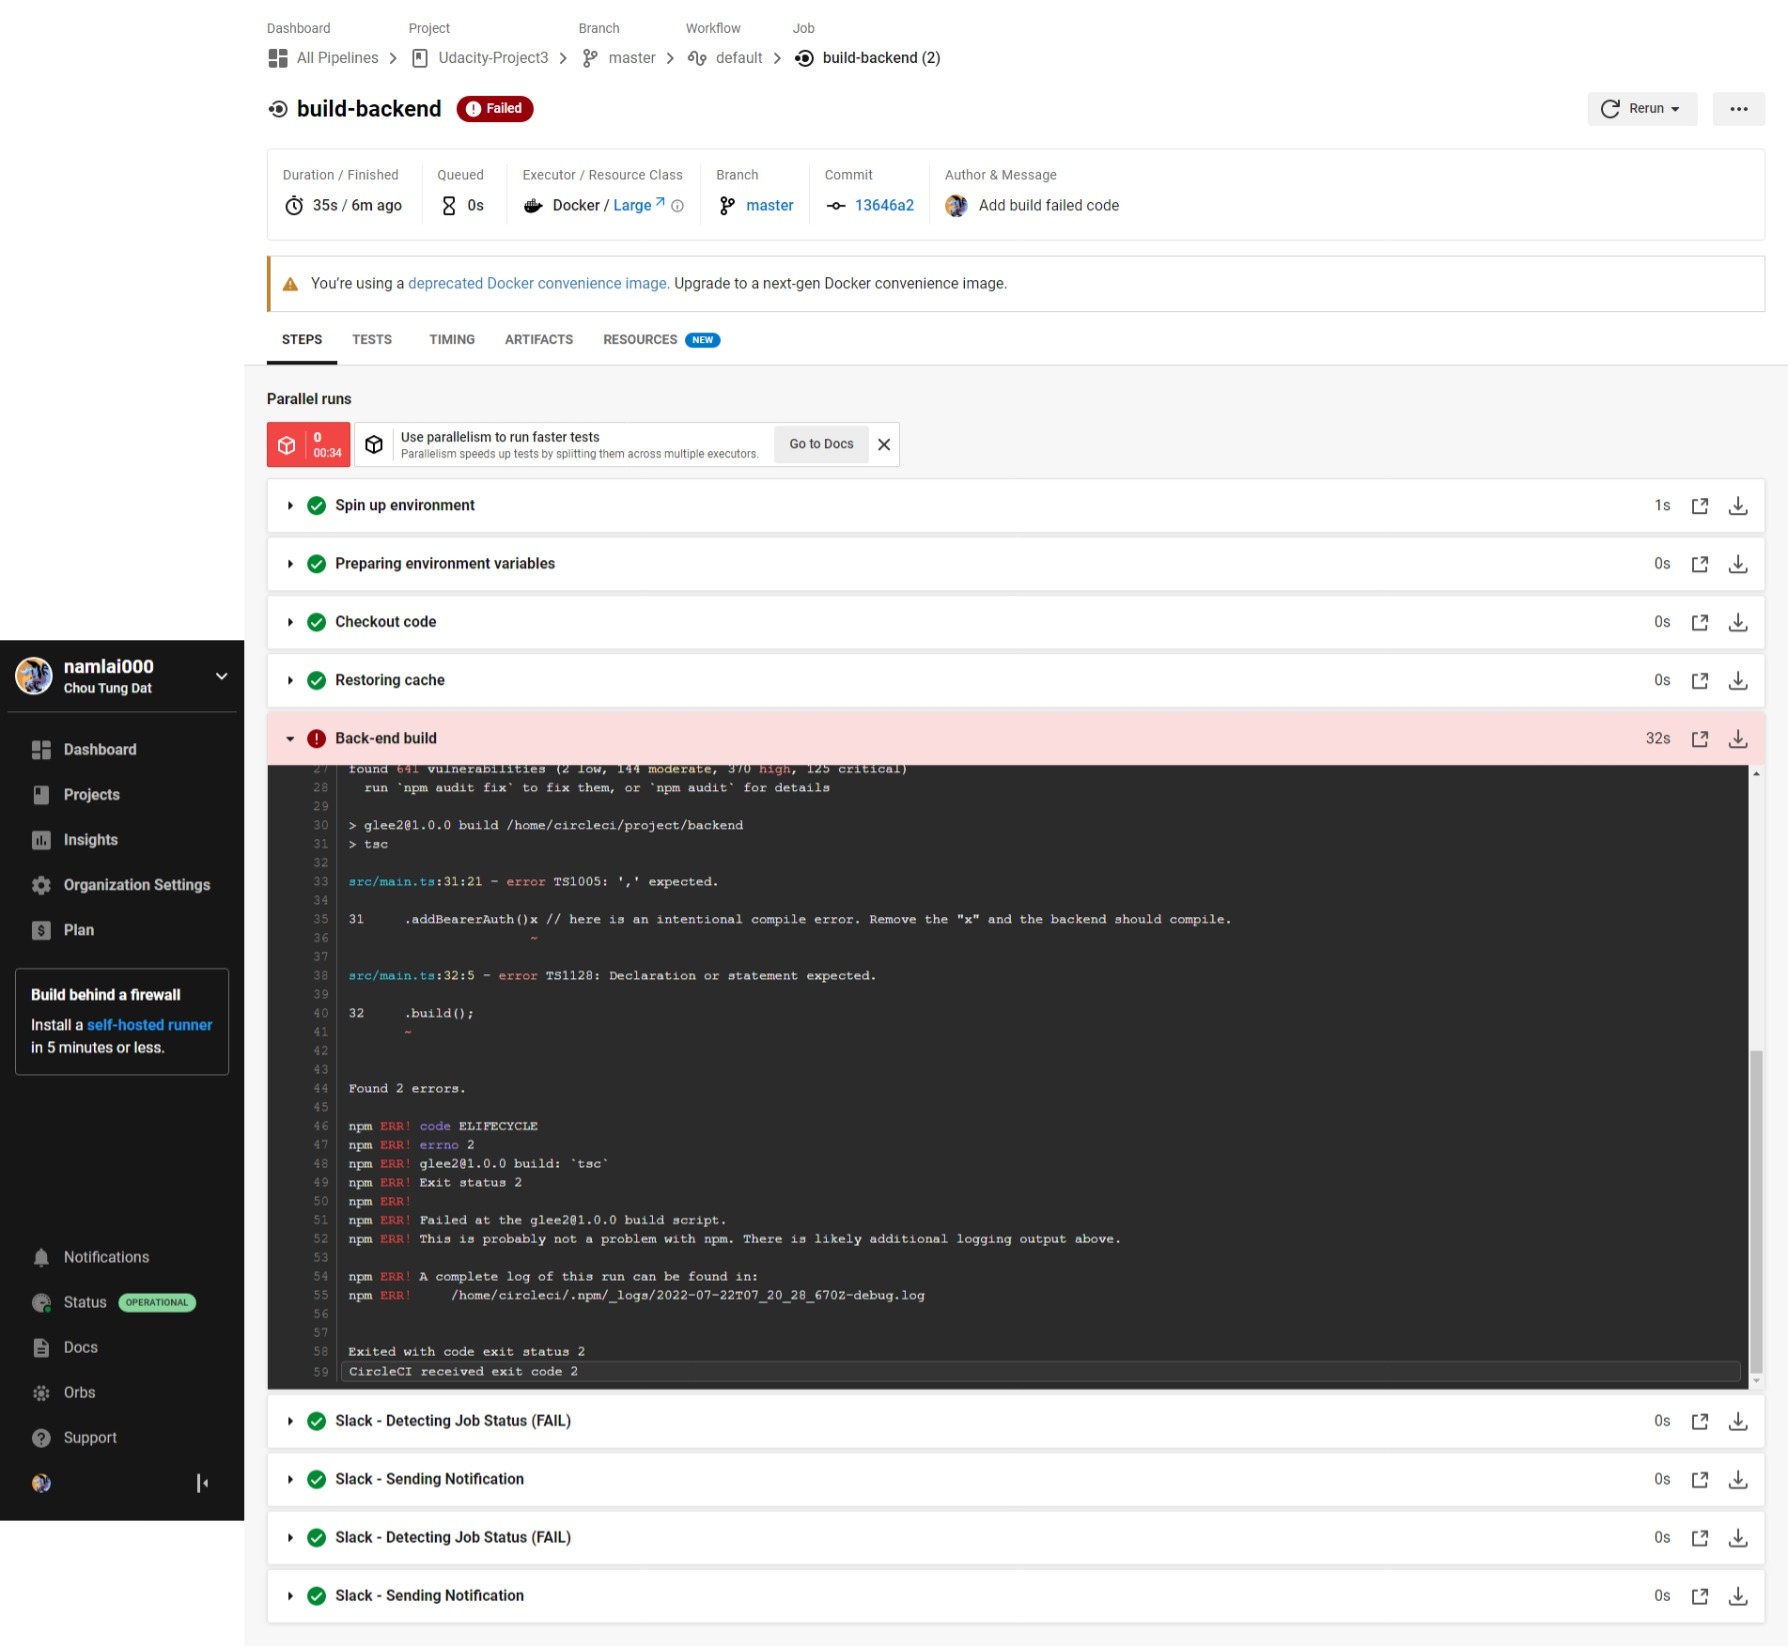 Dashboard Project Branch Workflow Job
All Pipelines Udacity-Project3 master default build-backend (2)
build-backend Failed
Rerun
Duration / Finished Queued Executor / Resource Class Branch Commit Author & Message
35s / 6m ago 0s Docker / Large master 13646a2 Add build failed code
You're using a deprecated Docker convenience image. Upgrade to a next-gen Docker convenience image.
STEPS TESTS TIMING ARTIFACTS RESOURCES NEW
Parallel runs
0
00:34
Use parallelism to run faster tests
Parallelism speeds up tests by splitting them across multiple executors.
Go to Docs
Spin up environment 1s
Preparing environment variables 0s
Checkout code 0s
Restoring cache 0s
Back-end build 32s
27 found 641 vulnerabilities (2 low, 144 moderate, 370 high, 125 critical)
28 run `npm audit fix` to fix them, or `npm audit` for details
29
30 > glee2@1.0.0 build /home/circleci/project/backend
31 > tsc
32
33 src/main.ts:31:21 - error TS1005: ',' expected.
34
35 31 .addBearerAuth()x // here is an intentional compile error. Remove the "x" and the backend should compile.
36 ~
37
38 src/main.ts:32:5 - error TS1128: Declaration or statement expected.
39
40 32 .build();
41 ~
42
43
44 Found 2 errors.
45
46 npm ERR! code ELIFECYCLE
47 npm ERR! errno 2
48 npm ERR! glee2@1.0.0 build: `tsc`
49 npm ERR! Exit status 2
50 npm ERR!
51 npm ERR! Failed at the glee2@1.0.0 build script.
52 npm ERR! This is probably not a problem with npm. There is likely additional logging output above.
53
54 npm ERR! A complete log of this run can be found in:
55 npm ERR! /home/circleci/.npm/_logs/2022-07-22T07_20_28_670Z-debug.log
56
57
58 Exited with code exit status 2
59 CircleCI received exit code 2
Slack - Detecting Job Status (FAIL) 0s
Slack - Sending Notification 0s
Slack - Detecting Job Status (FAIL) 0s
Slack - Sending Notification 0s
namlai000
Chou Tung Dat
Dashboard
Projects
Insights
Organization Settings
Plan
Build behind a firewall
Install a self-hosted runner
in 5 minutes or less.
Notifications
Status OPERATIONAL
Docs
Orbs
Support